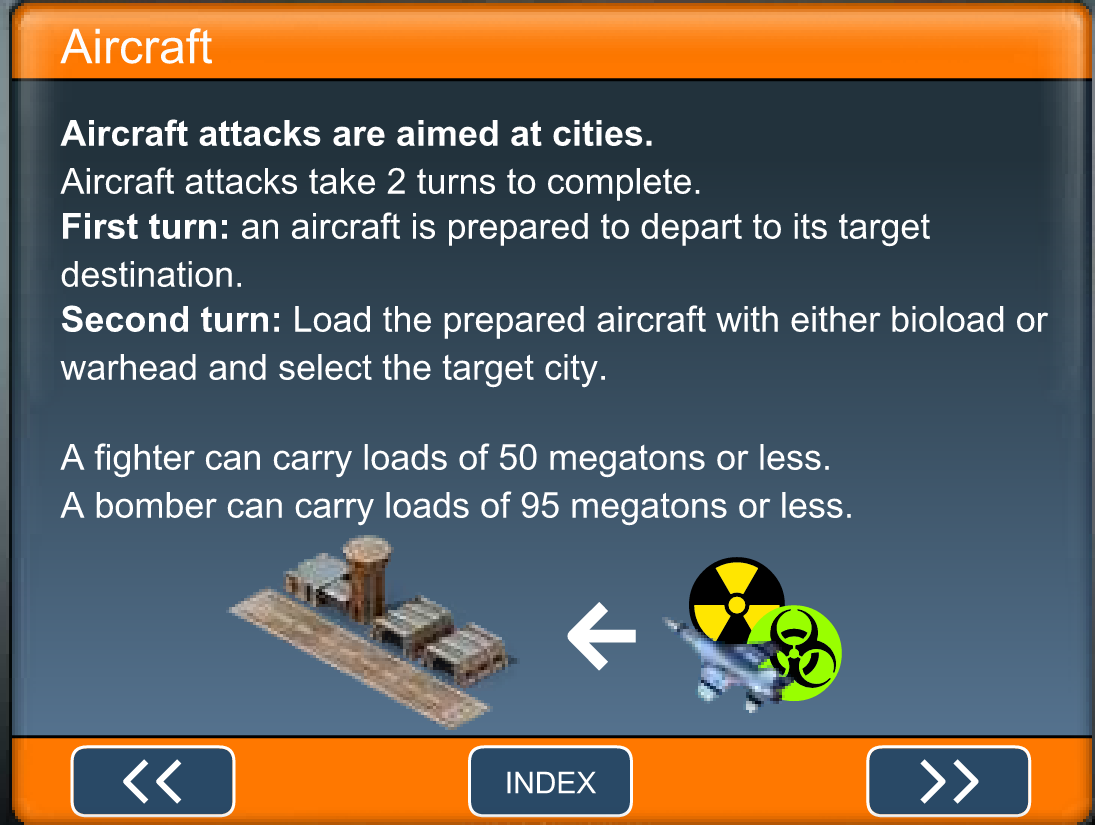 Aircraft
Aircraft attacks are aimed at cities.
Aircraft attacks take 2 turns to complete.
First turn: an aircraft is prepared to depart to its target
destination.
Second turn: Load the prepared aircraft with either bioload or
warhead and select the target city.
A fighter can carry loads of 50 megatons or less.
A bomber can carry loads of 95 megatons or less.
<< INDEX >>